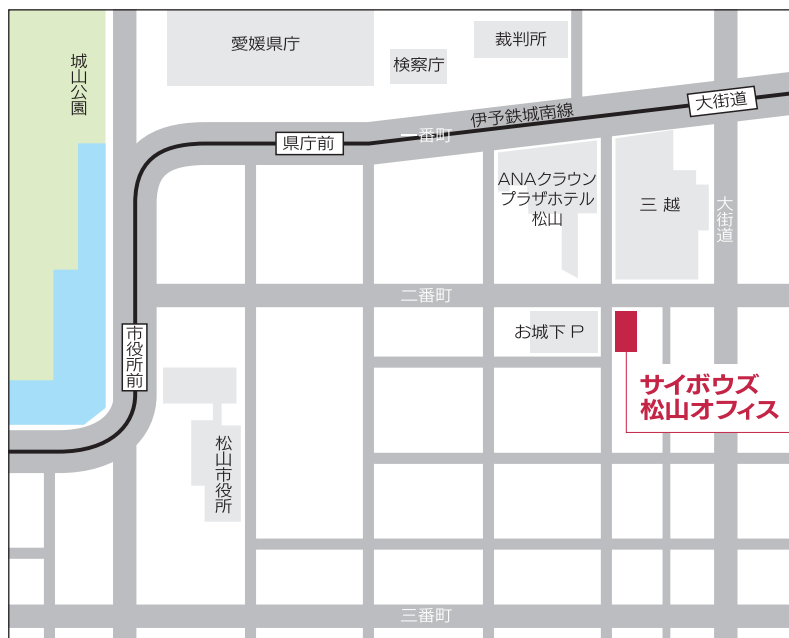 愛媛県庁
裁判所
検察庁
城山公園
大街道
伊予鉄城南線
一番町
県庁前
ANAクラウン
プラザホテル
松山
三越
大街道
二番町
お城下 P
市役所前
サイボウズ
松山オフィス
松山市役所
三番町